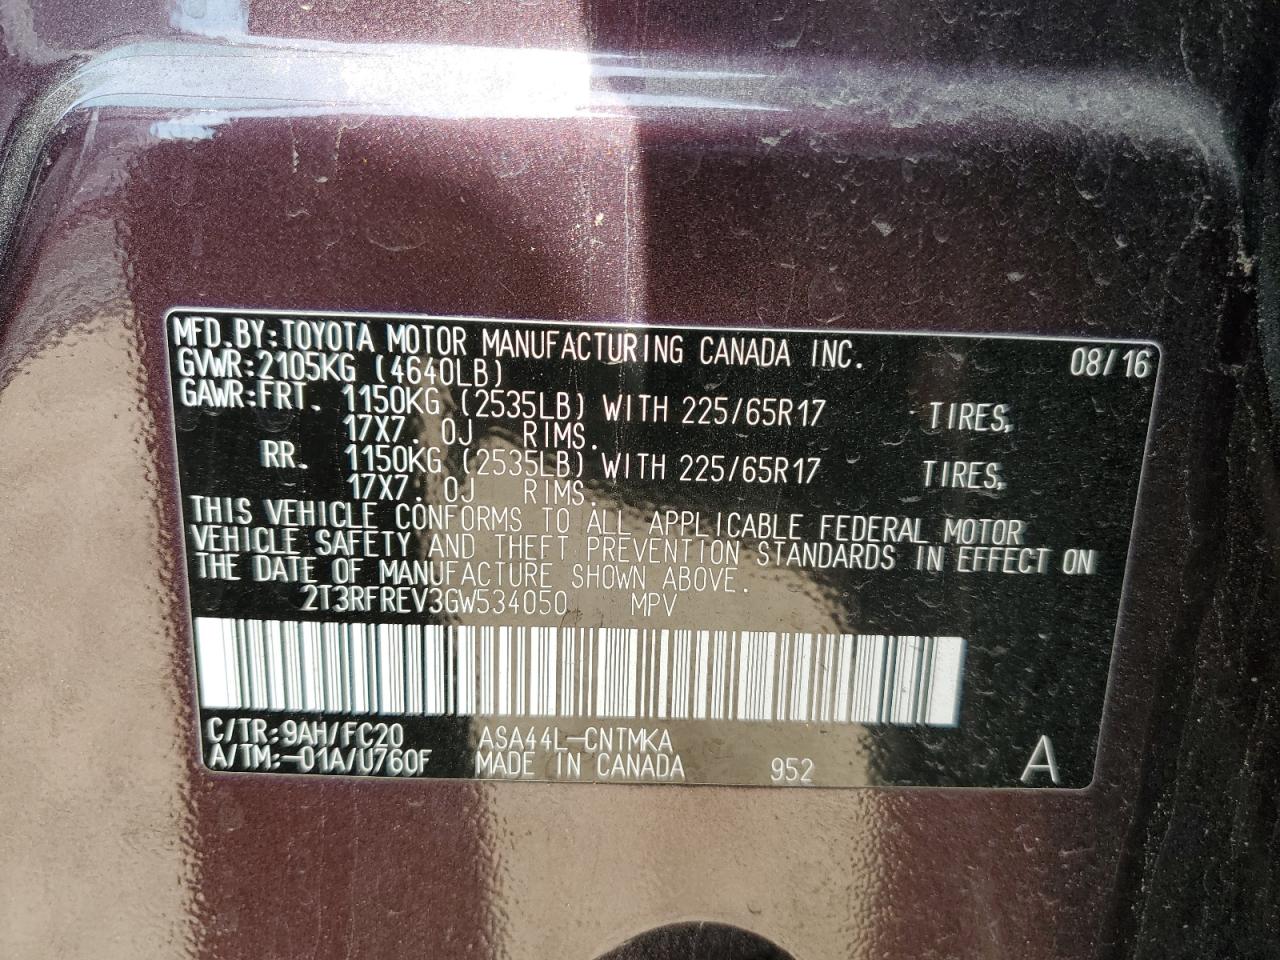 MFD.BY:TOYOTA MOTOR MANUFACTURING CANADA INC. 08/16
GVWR:2105KG (4640LB)
GAWR:FRT. 1150KG (2535LB) WITH 225/65R17 TIRES,
17X7.0J RIMS.
RR. 1150KG (2535LB) WITH 225/65R17 TIRES,
17X7.0J RIMS.
THIS VEHICLE CONFORMS TO ALL APPLICABLE FEDERAL MOTOR
VEHICLE SAFETY AND THEFT PREVENTION STANDARDS IN EFFECT ON
THE DATE OF MANUFACTURE SHOWN ABOVE.
2T3RFREV3GW534050 MPV
C/TR:9AH/FC20 ASA44L-CNTMKA
A/TM:-01A/U760F MADE IN CANADA 952 A